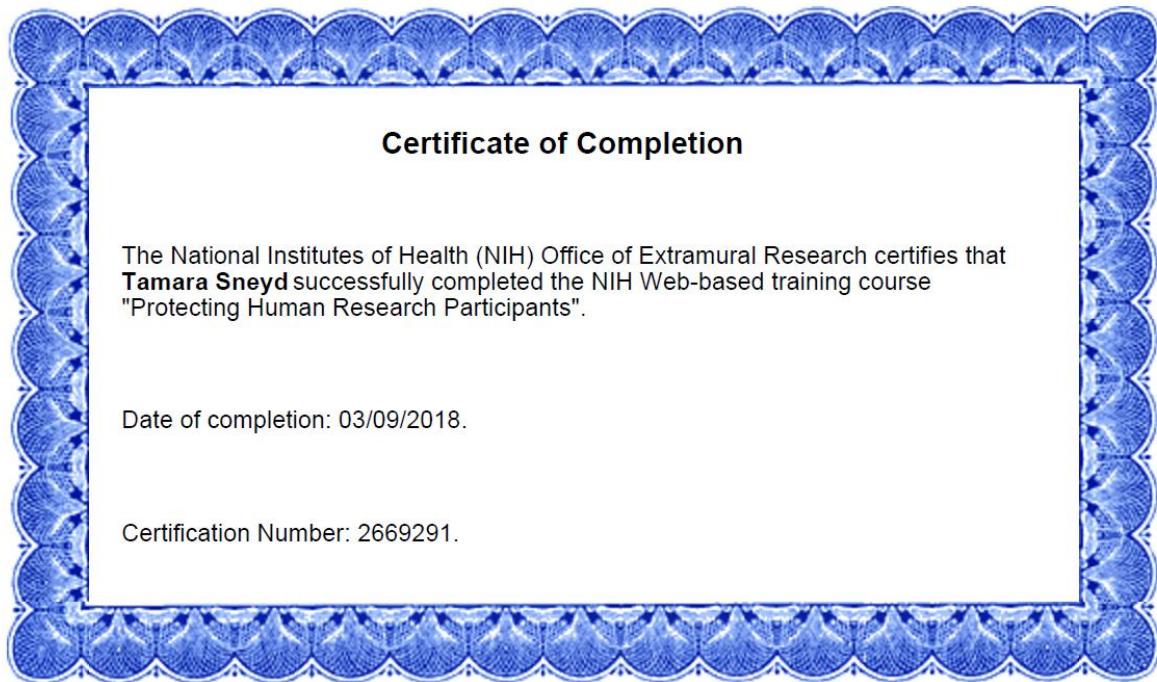 Certificate of Completion
The National Institutes of Health (NIH) Office of Extramural Research certifies that
Tamara Sneyd successfully completed the NIH Web-based training course
"Protecting Human Research Participants".
Date of completion: 03/09/2018.
Certification Number: 2669291.